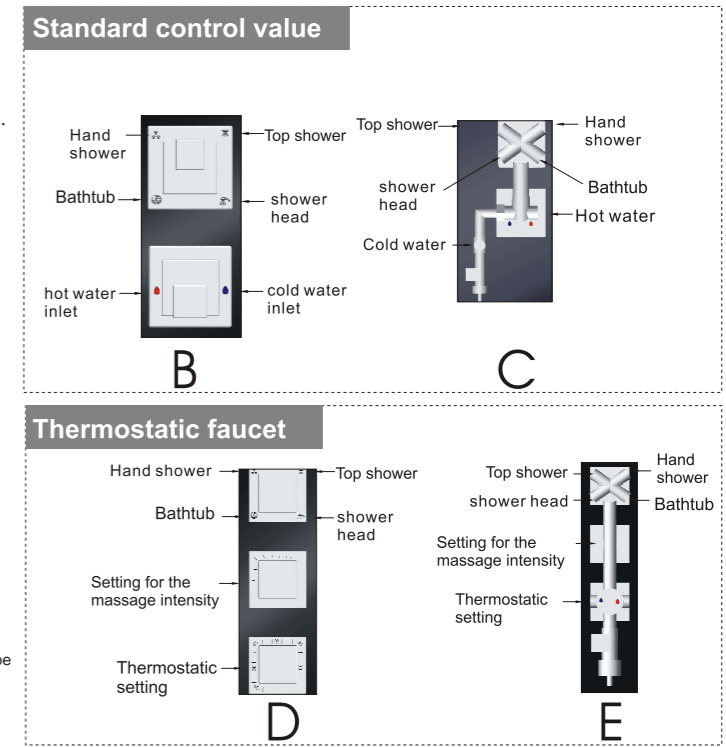 Standard control value
.
Hand
shower
Top shower
Bathtub
shower
head
hot water
inlet
cold water
inlet
B
Top shower
Hand
shower
shower
head
Bathtub
Hot water
Cold water
C
Thermostatic faucet
Hand shower
Top shower
Bathtub
shower
head
Setting for the
massage intensity
Thermostatic
setting
D
Top shower
Hand
shower
shower head
Bathtub
Setting for the
massage intensity
Thermostatic
setting
E
pe